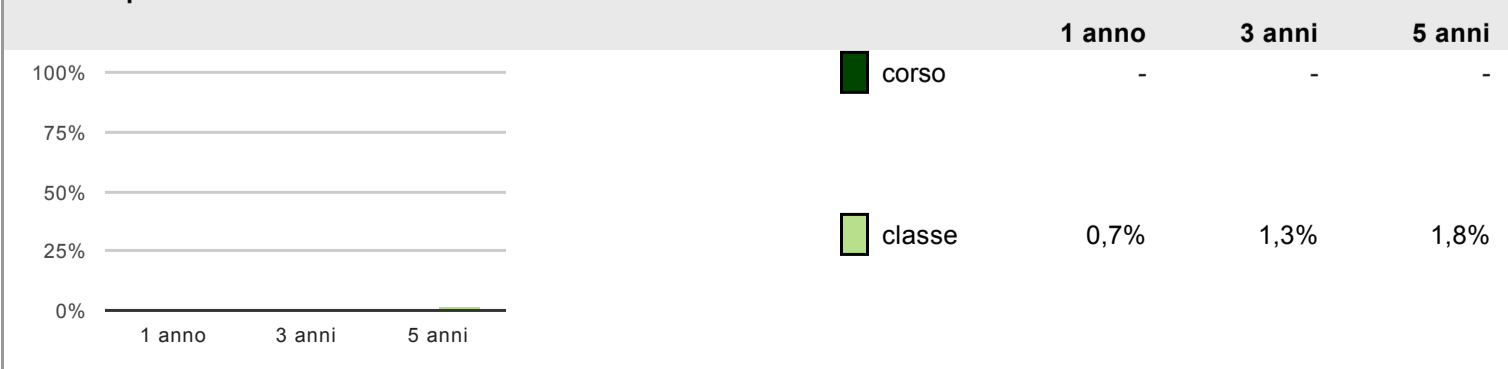 1 anno 3 anni 5 anni
100%
75%
50%
25%
0%
1 anno 3 anni 5 anni
corso - - -
classe 0,7% 1,3% 1,8%